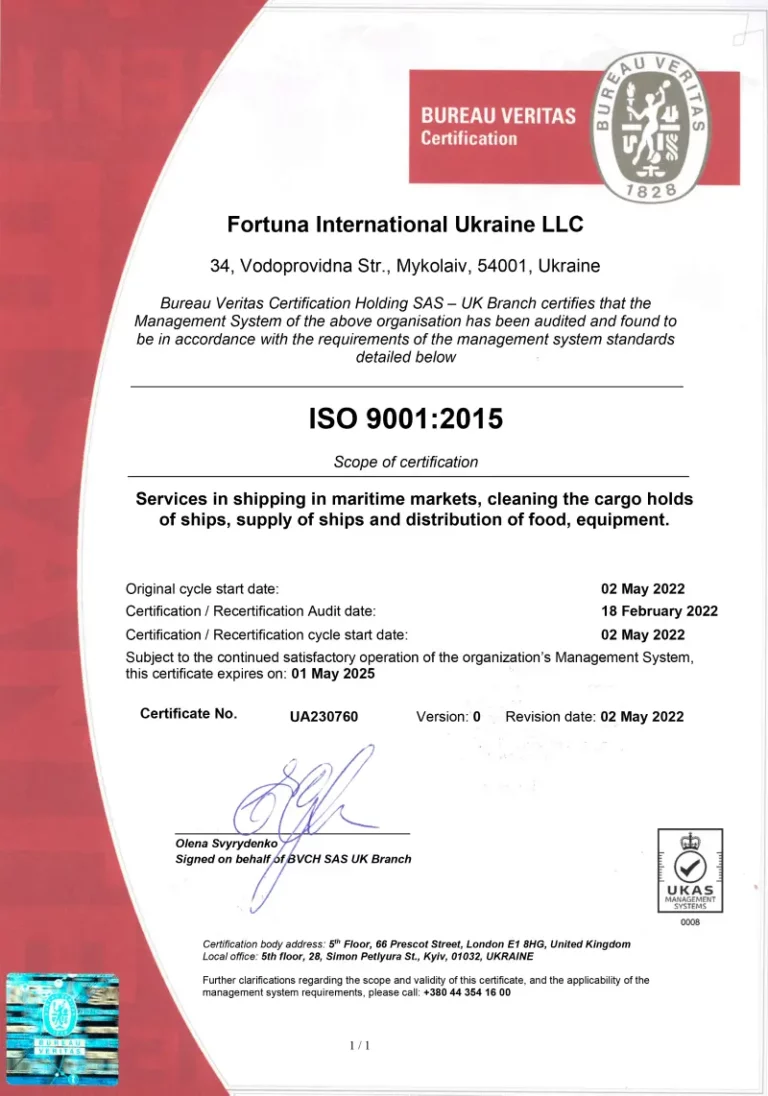 BUREAU VERITAS
Certification
BUREAU VERITAS
1828
Fortuna International Ukraine LLC
34, Vodoprovidna Str., Mykolaiv, 54001, Ukraine
Bureau Veritas Certification Holding SAS – UK Branch certifies that the
Management System of the above organisation has been audited and found to
be in accordance with the requirements of the management system standards
detailed below
ISO 9001:2015
Scope of certification
Services in shipping in maritime markets, cleaning the cargo holds
of ships, supply of ships and distribution of food, equipment.
Original cycle start date: 02 May 2022
Certification / Recertification Audit date: 18 February 2022
Certification / Recertification cycle start date: 02 May 2022
Subject to the continued satisfactory operation of the organization's Management System,
this certificate expires on: 01 May 2025
Certificate No. UA230760 Version: 0 Revision date: 02 May 2022
Olena Svyrydenko
Signed on behalf of BVCH SAS UK Branch
UKAS
MANAGEMENT
SYSTEMS
0008
Certification body address: 5th Floor, 66 Prescot Street, London E1 8HG, United Kingdom
Local office: 5th floor, 28, Simon Petlyura St., Kyiv, 01032, UKRAINE
Further clarifications regarding the scope and validity of this certificate, and the applicability of the
management system requirements, please call: +380 44 354 16 00
BUREAU
VERITAS
1 / 1